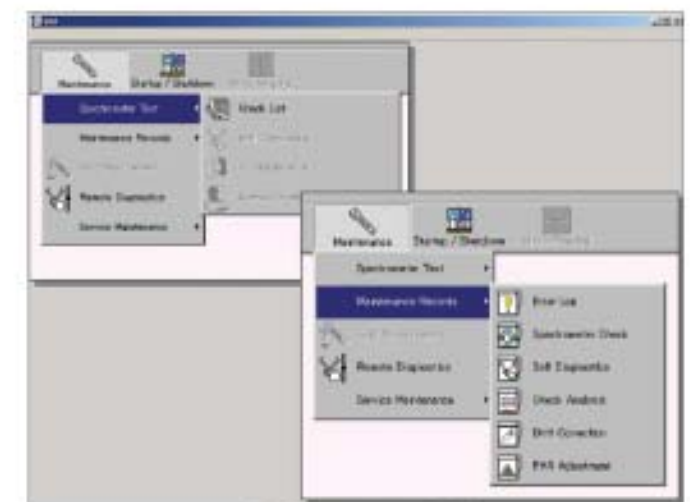 Maintenance
Startup / Shutdown
Spectrometer Test
Check List
Maintenance Records
Remote Diagnostics
Service Maintenance
Maintenance
Startup / Shutdown
Spectrometer Test
Maintenance Records
Error Log
Spectrometer Check
Remote Diagnostics
Self Diagnostics
Service Maintenance
Check Analysis
Drift Correction
PHA Adjustment